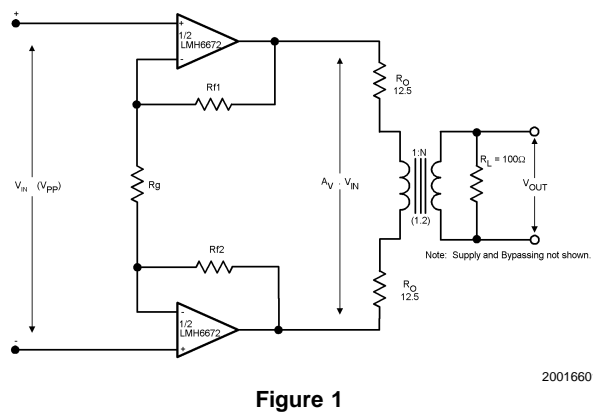 +
+
1/2
LMH6672
-
Rf1
R_O
12.5
1:N
R_L = 100Ω
V_IN (V_PP)
Rg
A_V . V_IN
V_OUT
(1.2)
Note: Supply and Bypassing not shown.
Rf2
R_O
12.5
-
1/2
LMH6672
+
-
2001660
Figure 1